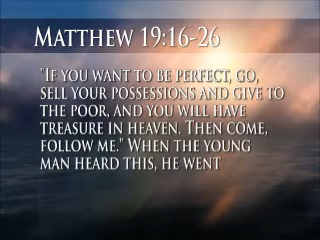 Matthew 19:16-26
"If you want to be perfect, go,
sell your possessions and give to
the poor, and you will have
treasure in heaven. Then come,
follow me." When the young
man heard this, he went